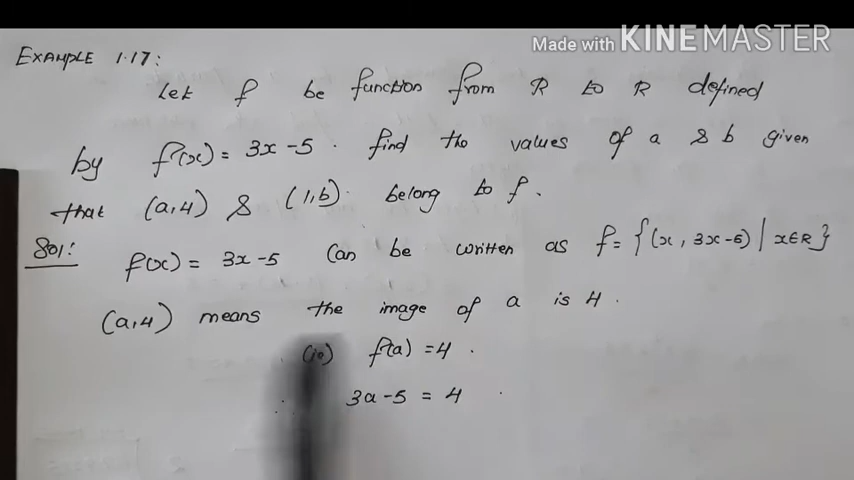 Made with KINEMASTER
EXAMPLE 1.17:
Let f be function from R to R defined
by f(x) = 3x - 5 . find the values of a & b given
that (a,4) & (1,b) belong to f.
Sol:
f(x) = 3x - 5 can be written as f = {(x, 3x-5) | x∈R}
(a,4) means the image of a is 4 .
(ie) f(a) = 4 .
∴ 3a - 5 = 4